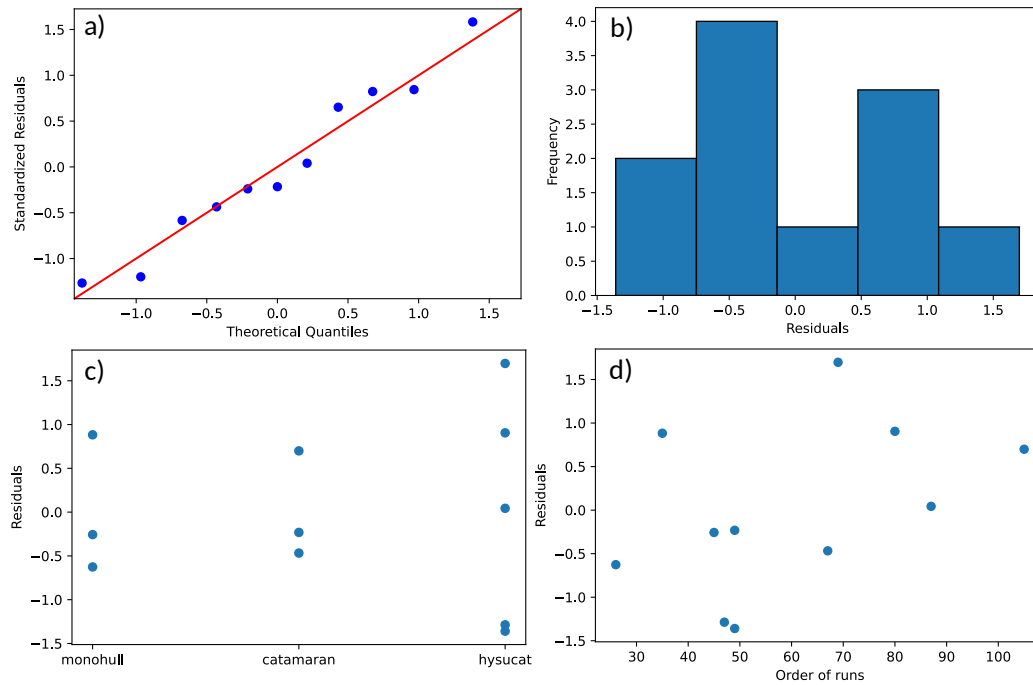 a)
Standardized Residuals
1.5
1.0
0.5
0.0
−0.5
−1.0
−1.0 −0.5 0.0 0.5 1.0 1.5
Theoretical Quantiles
b)
Frequency
4.0
3.5
3.0
2.5
2.0
1.5
1.0
0.5
0.0
−1.5 −1.0 −0.5 0.0 0.5 1.0 1.5
Residuals
c)
Residuals
1.5
1.0
0.5
0.0
−0.5
−1.0
−1.5
monohull catamaran hysucat
d)
Residuals
1.5
1.0
0.5
0.0
−0.5
−1.0
−1.5
30 40 50 60 70 80 90 100
Order of runs